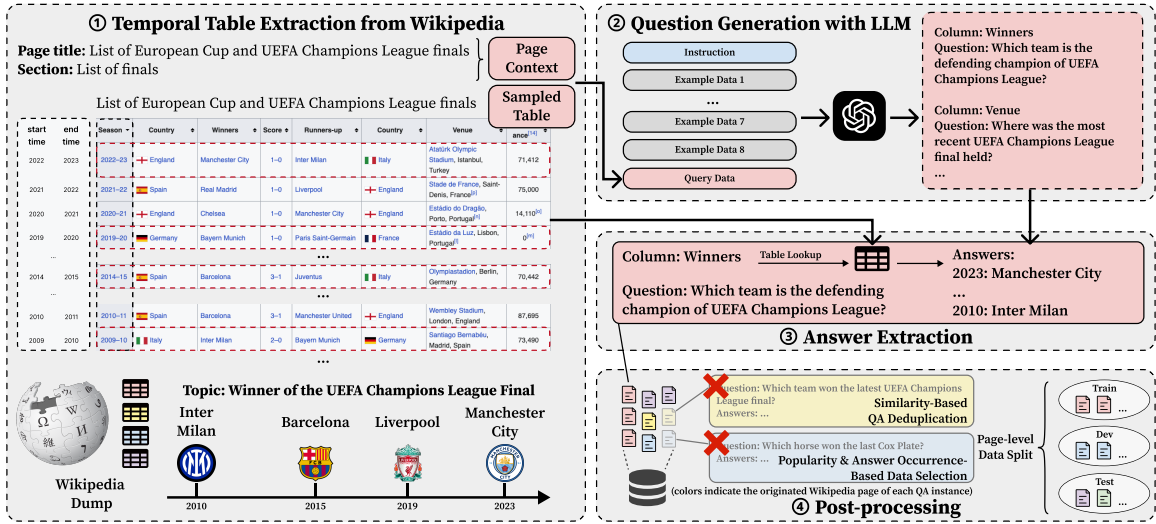 ① Temporal Table Extraction from Wikipedia
Page title: List of European Cup and UEFA Champions League finals
Section: List of finals
Page
Context
Sampled
Table
List of European Cup and UEFA Champions League finals
start time | end time | Season | Country | Winners | Score | Runners-up | Country | Venue | ance[14]
2022 | 2023 | 2022–23 | England | Manchester City | 1–0 | Inter Milan | Italy | Atatürk Olympic Stadium, Istanbul, Turkey | 71,412
2021 | 2022 | 2021–22 | Spain | Real Madrid | 1–0 | Liverpool | England | Stade de France, Saint-Denis, France | 75,000
2020 | 2021 | 2020–21 | England | Chelsea | 1–0 | Manchester City | England | Estádio do Dragão, Porto, Portugal | 14,110
2019 | 2020 | 2019–20 | Germany | Bayern Munich | 1–0 | Paris Saint-Germain | France | Estádio da Luz, Lisbon, Portugal | 0
... ...
2014 | 2015 | 2014–15 | Spain | Barcelona | 3–1 | Juventus | Italy | Olympiastadion, Berlin, Germany | 70,442
... ...
2010 | 2011 | 2010–11 | Spain | Barcelona | 3–1 | Manchester United | England | Wembley Stadium, London, England | 87,695
2009 | 2010 | 2009–10 | Italy | Inter Milan | 2–0 | Bayern Munich | Germany | Santiago Bernabéu, Madrid, Spain | 73,490
...
Wikipedia
Dump
Topic: Winner of the UEFA Champions League Final
Inter
Milan
Barcelona
Liverpool
Manchester
City
2010 2015 2019 2023
② Question Generation with LLM
Instruction
Example Data 1
...
Example Data 7
Example Data 8
Query Data
Column: Winners
Question: Which team is the
defending champion of UEFA
Champions League?
Column: Venue
Question: Where was the most
recent UEFA Champions League
final held?
...
Column: Winners
Table Lookup
Question: Which team is the defending
champion of UEFA Champions League?
Answers:
2023: Manchester City
...
2010: Inter Milan
③ Answer Extraction
Question: Which team won the latest UEFA Champions
League final?
Answers: ...
Similarity-Based
QA Deduplication
Question: Which horse won the last Cox Plate?
Answers: ...
Popularity & Answer Occurrence-
Based Data Selection
(colors indicate the originated Wikipedia page of each QA instance)
Page-level
Data Split
Train
...
Dev
...
Test
...
④ Post-processing